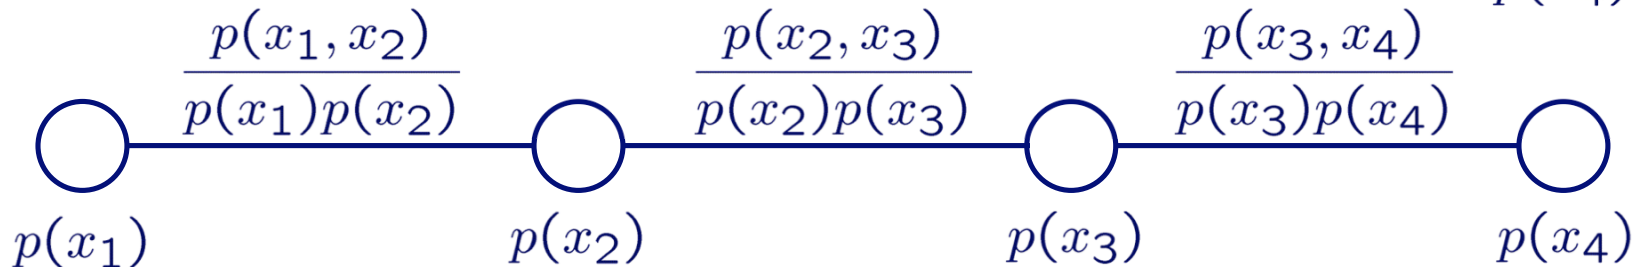 p(x₁, x₂) p(x₂, x₃) p(x₃, x₄)
p(x₁)p(x₂) p(x₂)p(x₃) p(x₃)p(x₄)
p(x₁) p(x₂) p(x₃) p(x₄)